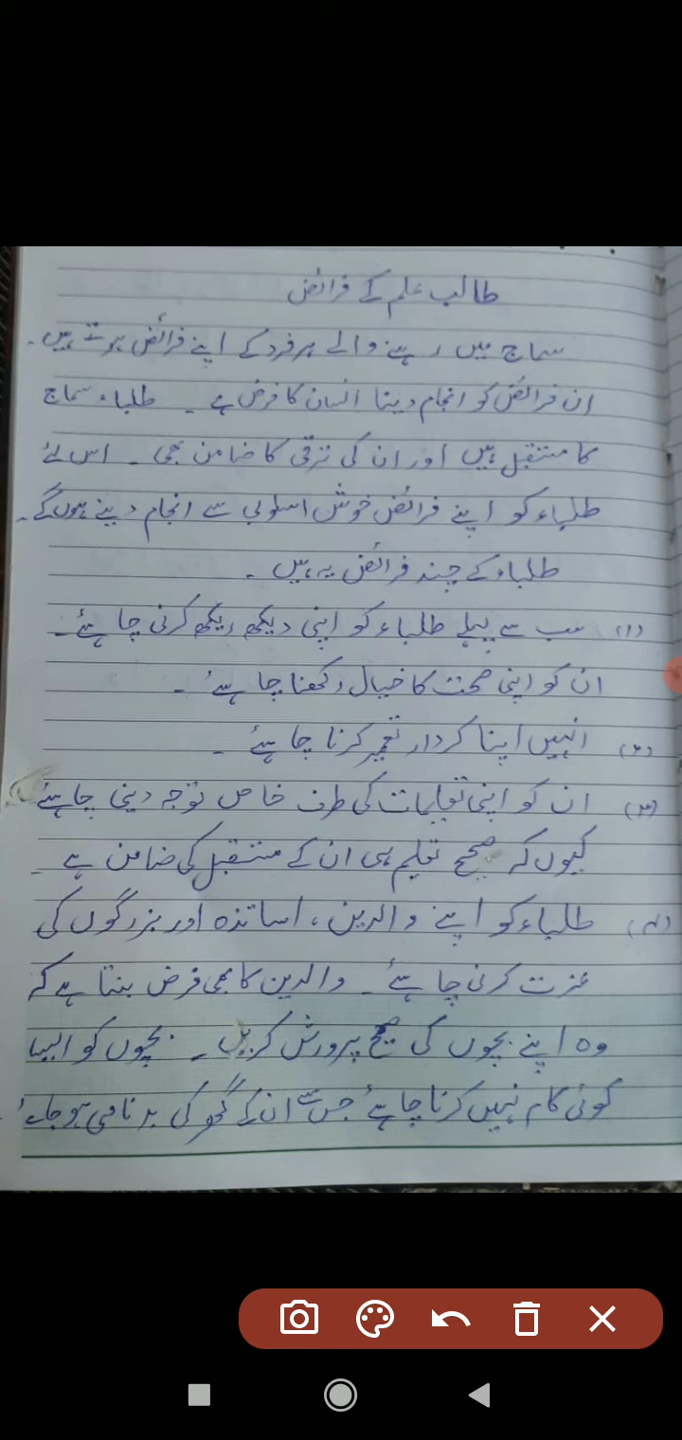 طالب علم کے فرائض
سماج میں رہنے والے ہر فرد کے اپنے فرائض ہوتے ہیں۔
ان فرائض کو انجام دینا انسان کا فرض ہے۔ طلباء سماج
کا مستقبل ہیں اور ان کی ترقی کا ضامن بھی۔ اس لئے
طلباء کو اپنے فرائض خوش اسلوبی سے انجام دینے ہوں گے۔
طلباء کے چند فرائض یہ ہیں۔
(۱) سب سے پہلے طلباء کو اپنی دیکھ ریکھ کرنی چاہئے۔
ان کو اپنی صحت کا خیال رکھنا چاہئے۔
(۲) انہیں اپنا کردار تعمیر کرنا چاہئے۔
(۳) ان کو اپنی تعلیمات کی طرف خاص توجہ دینی چاہئے
کیوں کہ صحیح تعلیم ہی ان کے مستقبل کی ضامن ہے۔
(۴) طلباء کو اپنے والدین، اساتذہ اور بزرگوں کی
عزت کرنی چاہئے۔ والدین کا بھی فرض بنتا ہے کہ
وہ اپنے بچوں کی صحیح پرورش کریں۔ بچوں کو ایسا
کوئی کام نہیں کرنا چاہئے جس سے ان کے گھر کی بدنامی ہو جائے